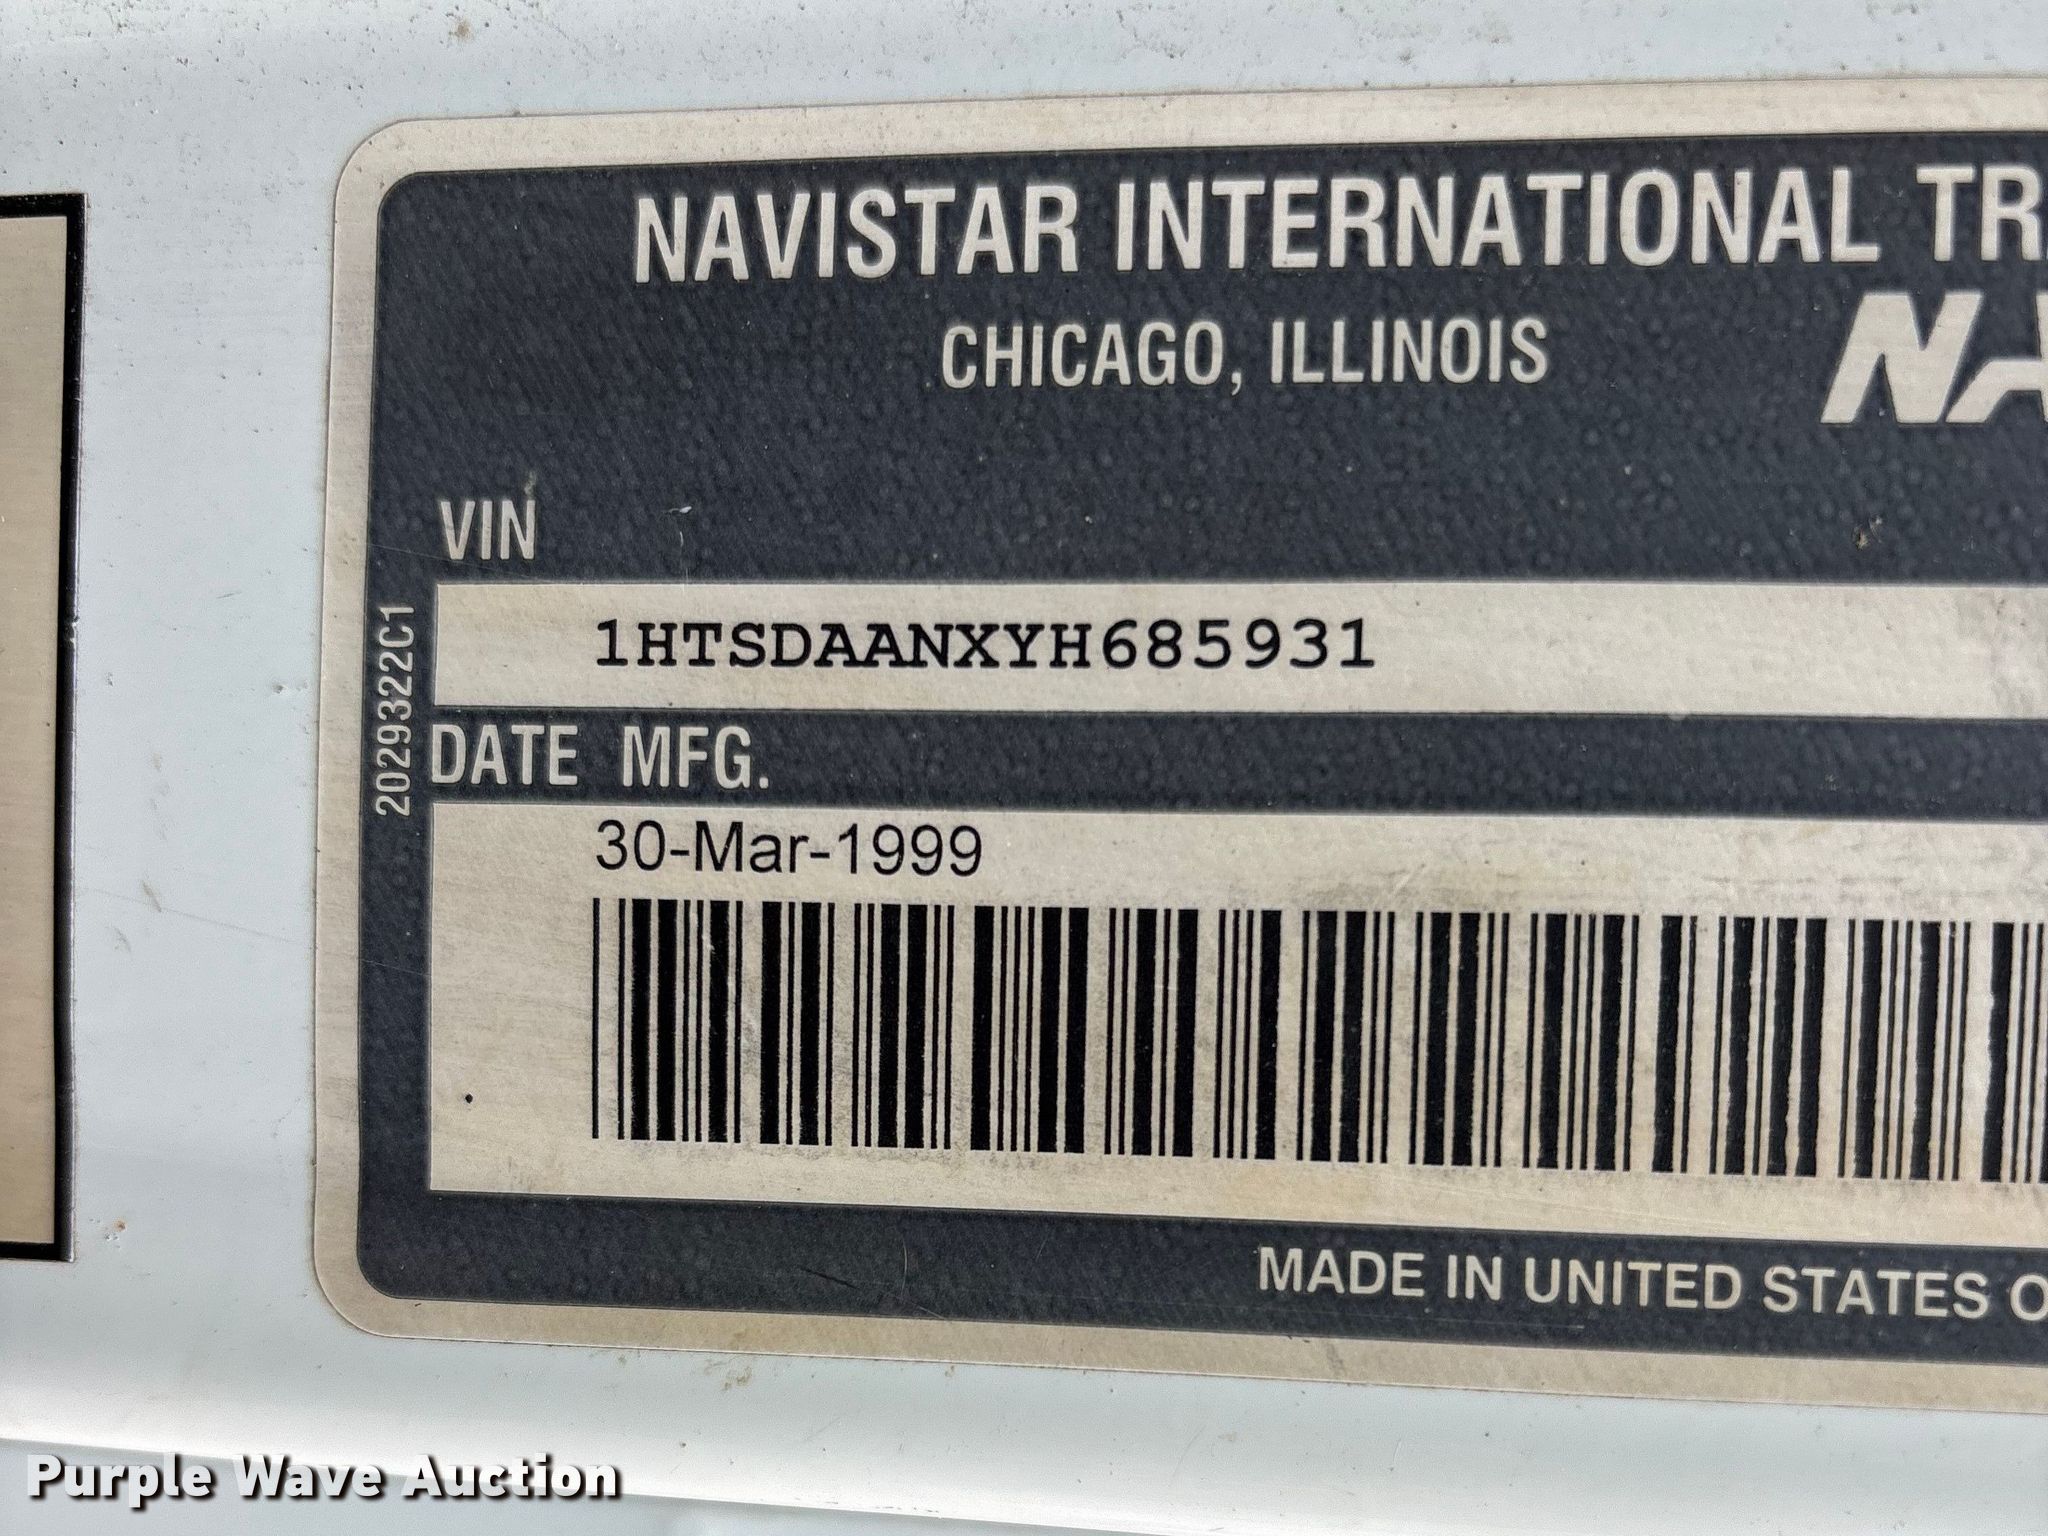 NAVISTAR INTERNATIONAL TR
CHICAGO, ILLINOIS
NA
VIN
1HTSDAANXYH685931
2029322C1
DATE MFG.
30-Mar-1999
MADE IN UNITED STATES O
Purple Wave Auction